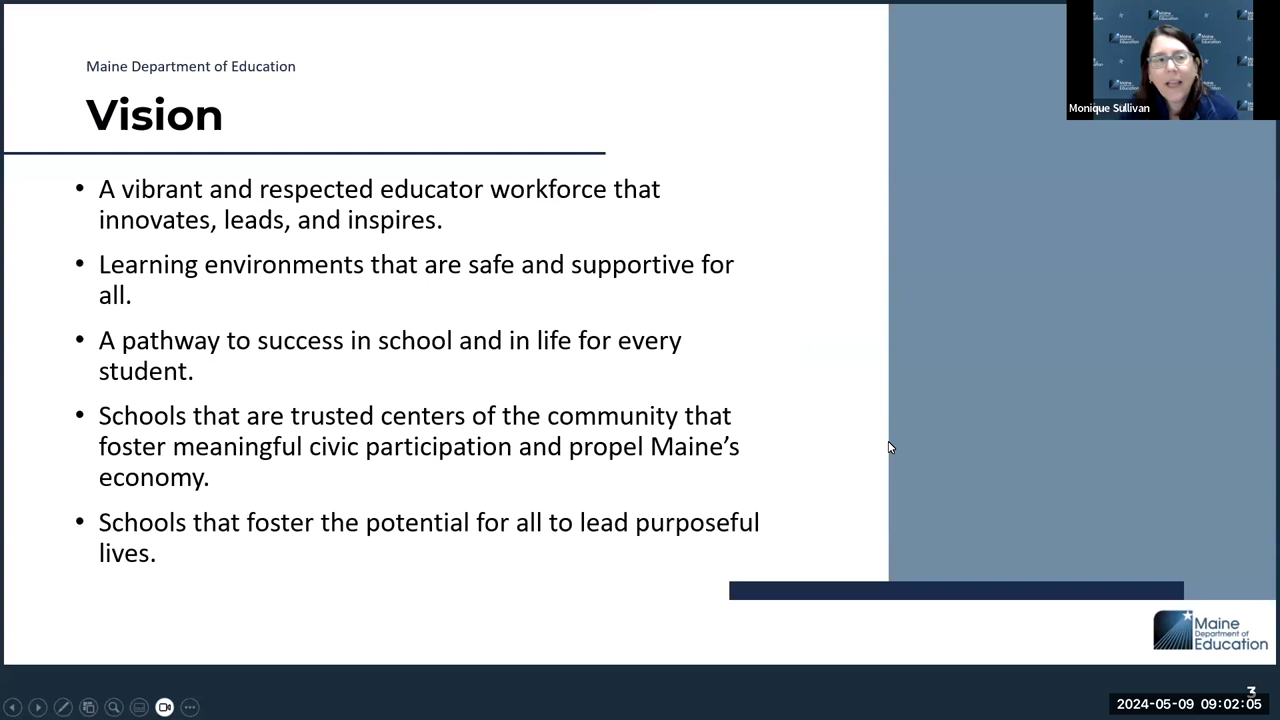 Maine Department of Education
Vision
• A vibrant and respected educator workforce that
innovates, leads, and inspires.
• Learning environments that are safe and supportive for
all.
• A pathway to success in school and in life for every
student.
• Schools that are trusted centers of the community that
foster meaningful civic participation and propel Maine’s
economy.
• Schools that foster the potential for all to lead purposeful
lives.
Monique Sullivan
Maine
Department of
Education
3
2024-05-09 09:02:05